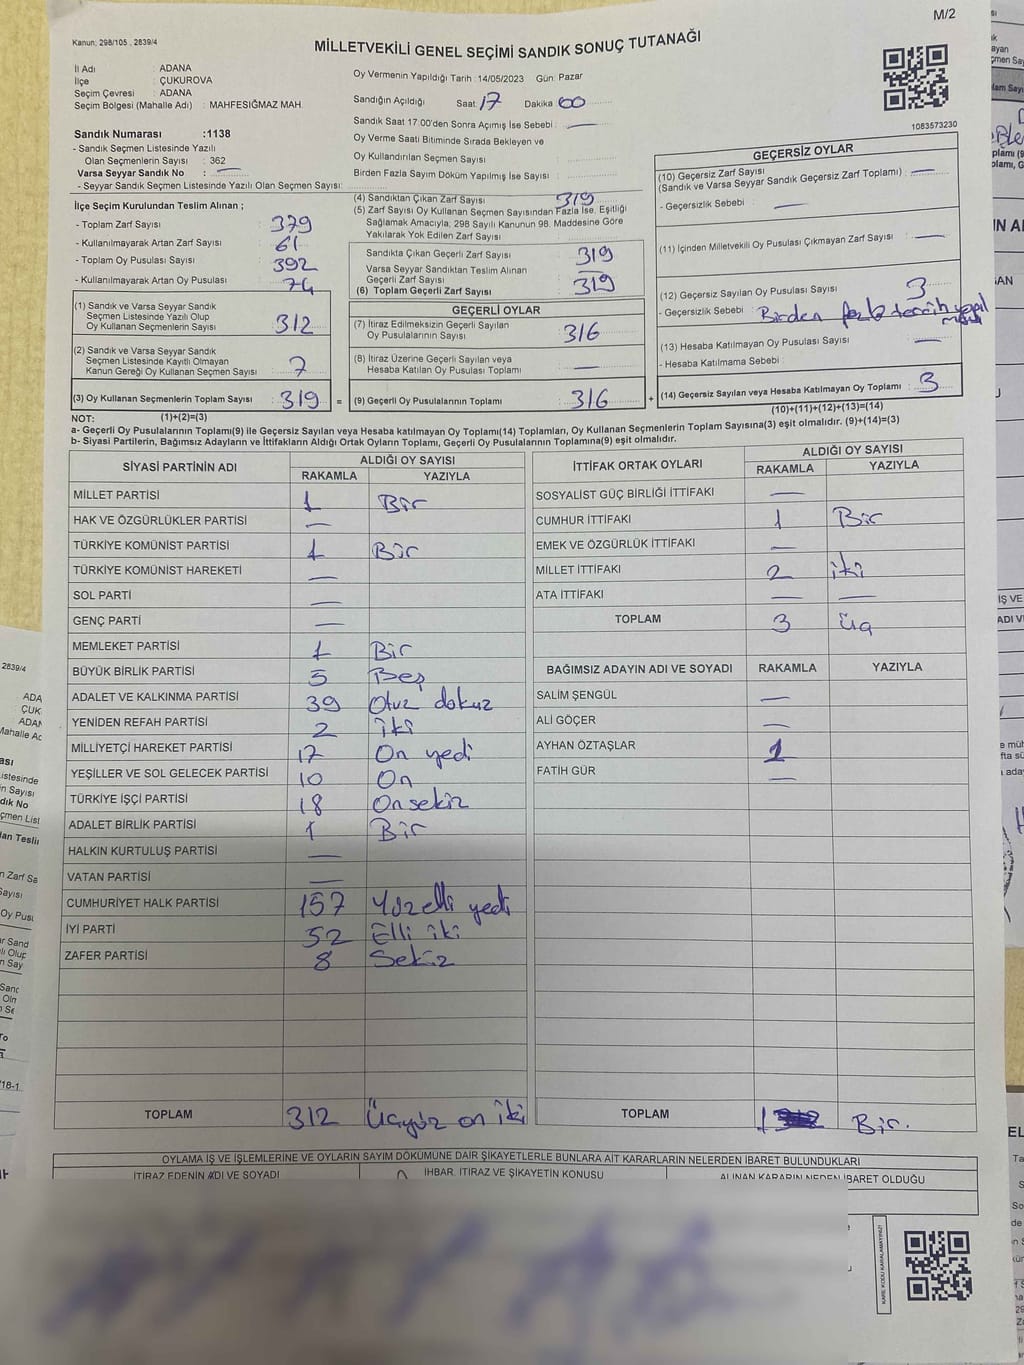 M/2
Kanun: 298/105 , 2839/4
MİLLETVEKİLİ GENEL SEÇİMİ SANDIK SONUÇ TUTANAĞI
İl Adı : ADANA
İlçe : ÇUKUROVA
Seçim Çevresi : ADANA
Seçim Bölgesi (Mahalle Adı) : MAHFESIĞMAZ MAH.
Oy Vermenin Yapıldığı Tarih : 14/05/2023 Gün: Pazar
Sandığın Açıldığı Saat 17 Dakika 00
Sandık Saat 17.00'den Sonra Açımış İse Sebebi : —
Oy Verme Saati Bitiminde Sırada Bekleyen ve
Oy Kullandırılan Seçmen Sayısı :
Birden Fazla Sayım Döküm Yapılmış İse Sayısı :
1083573230
Sandık Numarası :1138
- Sandık Seçmen Listesinde Yazılı
Olan Seçmenlerin Sayısı : 362
Varsa Seyyar Sandık No : —
- Seyyar Sandık Seçmen Listesinde Yazılı Olan Seçmen Sayısı:
İlçe Seçim Kurulundan Teslim Alınan ;
- Toplam Zarf Sayısı : 379
- Kullanılmayarak Artan Zarf Sayısı : 61
- Toplam Oy Pusulası Sayısı : 392
- Kullanılmayarak Artan Oy Pusulası : 74
(1) Sandık ve Varsa Seyyar Sandık
Seçmen Listesinde Yazılı Olup
Oy Kullanan Seçmenlerin Sayısı : 312
(2) Sandık ve Varsa Seyyar Sandık
Seçmen Listesinde Kayıtlı Olmayan
Kanun Gereği Oy Kullanan Seçmen Sayısı : 7
(3) Oy Kullanan Seçmenlerin Toplam Sayısı : 319 =
(1)+(2)=(3)
(4) Sandıktan Çıkan Zarf Sayısı : 319
(5) Zarf Sayısı Oy Kullanan Seçmen Sayısından Fazla İse, Eşitliği
Sağlamak Amacıyla, 298 Sayılı Kanunun 98. Maddesine Göre
Yakılarak Yok Edilen Zarf Sayısı :
Sandıkta Çıkan Geçerli Zarf Sayısı : 319
Varsa Seyyar Sandıktan Teslim Alınan
Geçerli Zarf Sayısı : —
(6) Toplam Geçerli Zarf Sayısı : 319
GEÇERLİ OYLAR
(7) İtiraz Edilmeksizin Geçerli Sayılan
Oy Pusulalarının Sayısı : 316
(8) İtiraz Üzerine Geçerli Sayılan veya
Hesaba Katılan Oy Pusulası Toplamı : —
(9) Geçerli Oy Pusulalarının Toplamı : 316 +
GEÇERSİZ OYLAR
(10) Geçersiz Zarf Sayısı
(Sandık ve Varsa Seyyar Sandık Geçersiz Zarf Toplamı) : —
- Geçersizlik Sebebi : —
(11) İçinden Milletvekili Oy Pusulası Çıkmayan Zarf Sayısı : —
(12) Geçersiz Sayılan Oy Pusulası Sayısı : 3
- Geçersizlik Sebebi : Birden fazla tercih yapıl
ması
(13) Hesaba Katılmayan Oy Pusulası Sayısı : —
- Hesaba Katılmama Sebebi :
(14) Geçersiz Sayılan veya Hesaba Katılmayan Oy Toplamı : 3
(10)+(11)+(12)+(13)=(14)
NOT:
a- Geçerli Oy Pusulalarının Toplamı(9) ile Geçersiz Sayılan veya Hesaba katılmayan Oy Toplamı(14) Toplamları, Oy Kullanan Seçmenlerin Toplam Sayısına(3) eşit olmalıdır. (9)+(14)=(3)
b- Siyasi Partilerin, Bağımsız Adayların ve İttifakların Aldığı Ortak Oyların Toplamı, Geçerli Oy Pusulalarının Toplamına(9) eşit olmalıdır.
SİYASİ PARTİNİN ADI ALDIĞI OY SAYISI
RAKAMLA YAZIYLA
MİLLET PARTİSİ 1 Bir
HAK VE ÖZGÜRLÜKLER PARTİSİ —
TÜRKİYE KOMÜNİST PARTİSİ 1 Bir
TÜRKİYE KOMÜNİST HAREKETİ —
SOL PARTİ —
GENÇ PARTİ —
MEMLEKET PARTİSİ 1 Bir
BÜYÜK BİRLİK PARTİSİ 5 Beş
ADALET VE KALKINMA PARTİSİ 39 Otuz dokuz
YENİDEN REFAH PARTİSİ 2 iki
MİLLİYETÇİ HAREKET PARTİSİ 17 On yedi
YEŞİLLER VE SOL GELECEK PARTİSİ 10 On
TÜRKİYE İŞÇİ PARTİSİ 18 On sekiz
ADALET BİRLİK PARTİSİ 1 Bir
HALKIN KURTULUŞ PARTİSİ —
VATAN PARTİSİ —
CUMHURİYET HALK PARTİSİ 157 Yüzelli yedi
İYİ PARTİ 52 Elli iki
ZAFER PARTİSİ 8 Sekiz
TOPLAM 312 Üçyüz on iki
İTTİFAK ORTAK OYLARI ALDIĞI OY SAYISI
RAKAMLA YAZIYLA
SOSYALİST GÜÇ BİRLİĞİ İTTİFAKI —
CUMHUR İTTİFAKI 1 Bir
EMEK VE ÖZGÜRLÜK İTTİFAKI —
MİLLET İTTİFAKI 2 iki
ATA İTTİFAKI — —
TOPLAM 3 üç
BAĞIMSIZ ADAYIN ADI VE SOYADI RAKAMLA YAZIYLA
SALİM ŞENGÜL —
ALİ GÖÇER —
AYHAN ÖZTAŞLAR 1
FATİH GÜR —
TOPLAM 1 Bir.
OYLAMA İŞ VE İŞLEMLERİNE VE OYLARIN SAYIM DÖKÜMÜNE DAİR ŞİKAYETLERLE BUNLARA AİT KARARLARIN NELERDEN İBARET BULUNDUKLARI
İTİRAZ EDENİN ADI VE SOYADI İHBAR, İTİRAZ VE ŞİKAYETİN KONUSU ALINAN KARARIN NEDEN İBARET OLDUĞU
KARE KODU KARALAMAYINIZ!